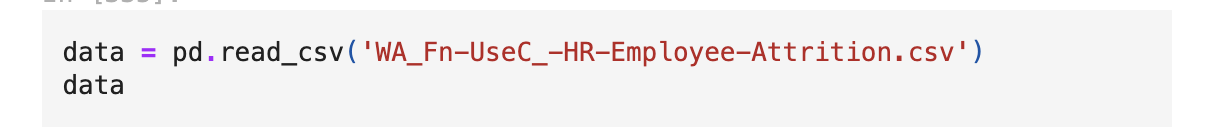 data = pd.read_csv('WA_Fn-UseC_-HR-Employee-Attrition.csv')
data